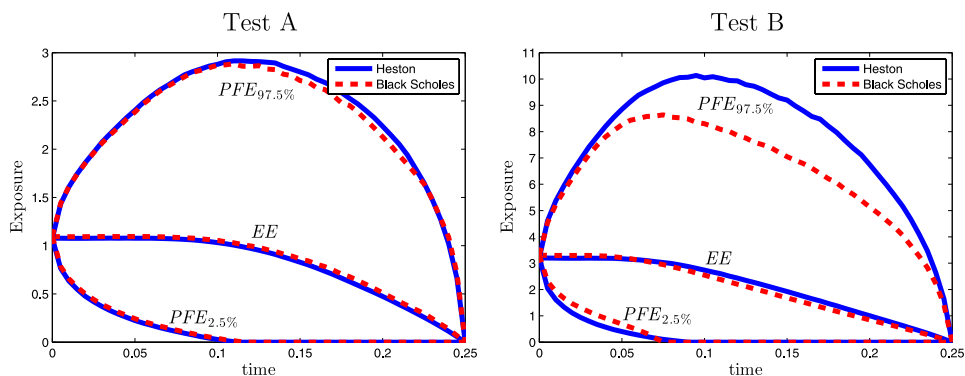 Test A
Exposure
3
2.5
2
1.5
1
0.5
0
0
0.05
0.1
0.15
0.2
0.25
time
Heston
Black Scholes
PFE97.5%
EE
PFE2.5%
Test B
Exposure
11
10
9
8
7
6
5
4
3
2
1
0
0
0.05
0.1
0.15
0.2
0.25
time
Heston
Black Scholes
PFE97.5%
EE
PFE2.5%